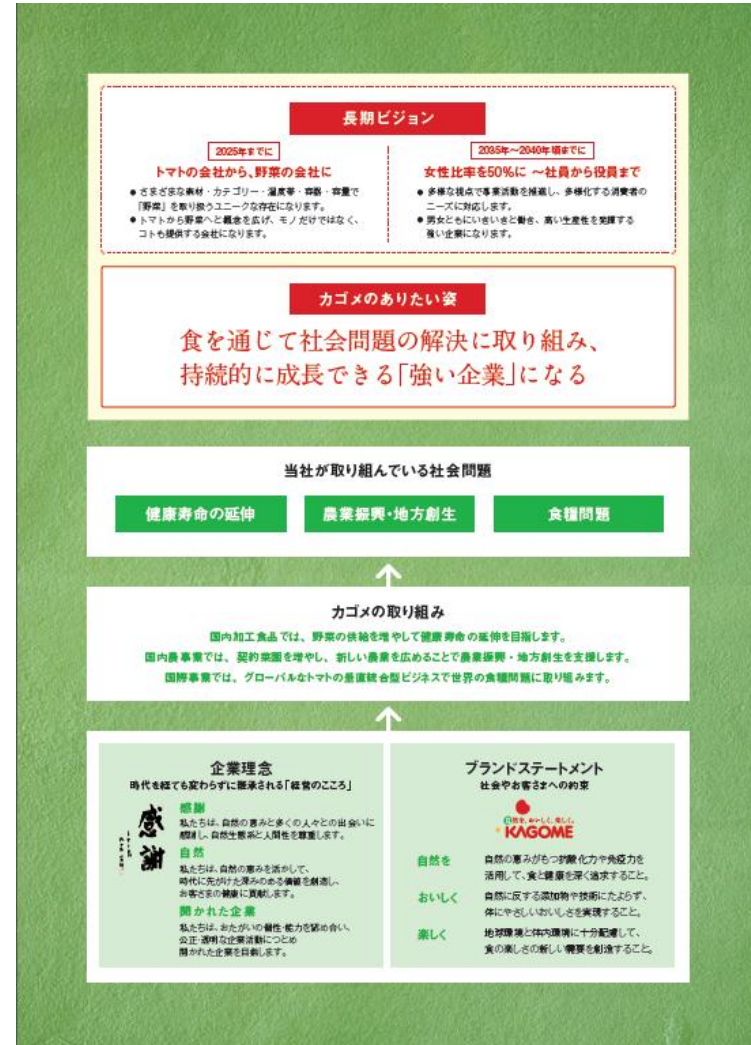 長期ビジョン
2025年までに
トマトの会社から、野菜の会社に
● さまざまな素材・カテゴリー・温度帯・容器・容量で
「野菜」を取り扱うユニークな存在になります。
● トマトから野菜へと概念を広げ、モノだけではなく、
コトも提供する会社になります。
2035年～2040年頃までに
女性比率を50%に ～社員から役員まで
● 多様な視点で事業活動を推進し、多様化する消費者の
ニーズに対応します。
● 男女ともにいきいきと働き、高い生産性を発揮する
強い企業になります。
カゴメのありたい姿
食を通じて社会問題の解決に取り組み、
持続的に成長できる「強い企業」になる
当社が取り組んでいる社会問題
健康寿命の延伸
農業振興・地方創生
食糧問題
カゴメの取り組み
国内加工食品では、野菜の供給を増やして健康寿命の延伸を目指します。
国内農事業では、契約菜園を増やし、新しい農業を広めることで農業振興・地方創生を支援します。
国際事業では、グローバルなトマトの垂直統合型ビジネスで世界の食糧問題に取り組みます。
企業理念
時代を経ても変わらずに継承される「経営のこころ」
感謝
感謝
私たちは、自然の恵みと多くの人々との出会いに
感謝し、自然生態系と人間性を尊重します。
自然
私たちは、自然の恵みを活かして、
時代に先がけた深みのある価値を創造し、
お客さまの健康に貢献します。
開かれた企業
私たちは、おたがいの個性・能力を認め合い、
公正・透明な企業活動につとめ
開かれた企業を目指します。
ブランドステートメント
社会やお客さまへの約束
自然を、おいしく、楽しく。
KAGOME
自然を
自然の恵みがもつ抗酸化力や免疫力を
活用して、食と健康を深く追求すること。
おいしく
自然に反する添加物や技術にたよらず、
体にやさしいおいしさを実現すること。
楽しく
地球環境と体内環境に十分配慮して、
食の楽しさの新しい需要を創造すること。